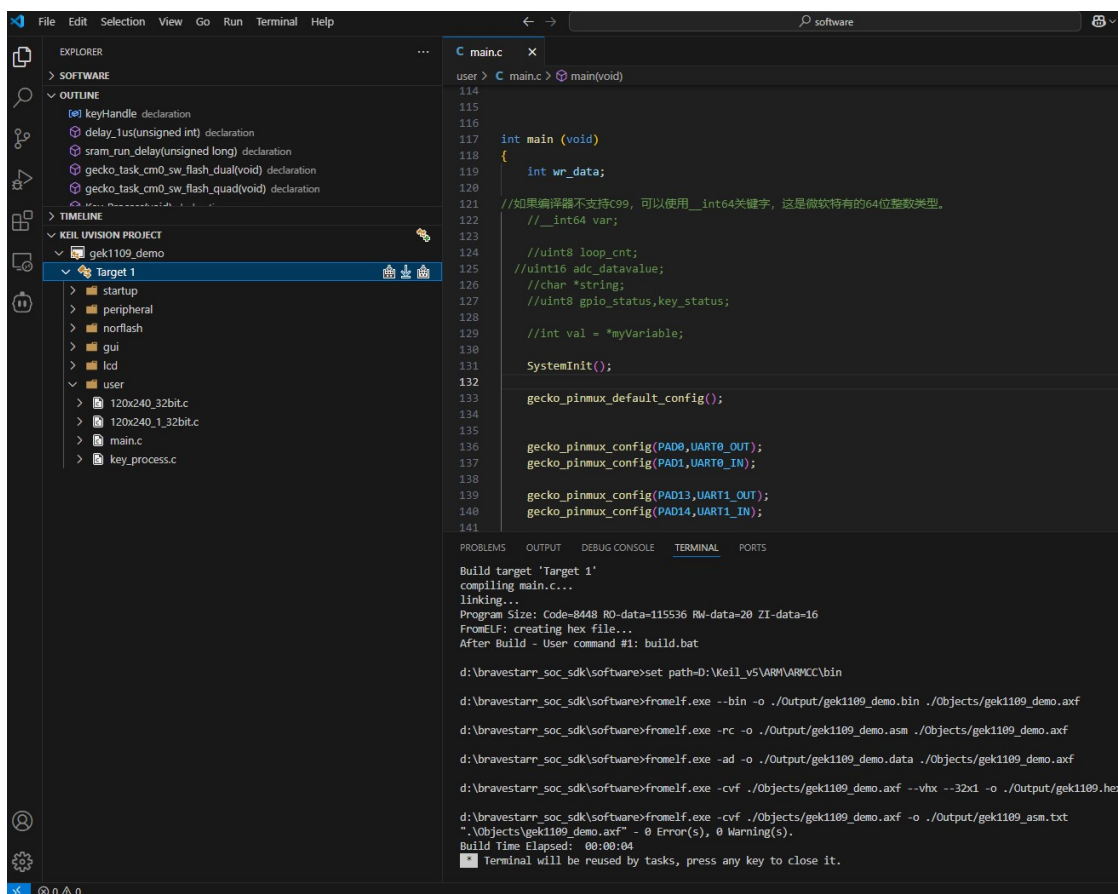 File Edit Selection View Go Run Terminal Help
software
EXPLORER
SOFTWARE
OUTLINE
keyHandle declaration
delay_1us(unsigned int) declaration
sram_run_delay(unsigned long) declaration
gecko_task_cm0_sw_flash_dual(void) declaration
gecko_task_cm0_sw_flash_quad(void) declaration
TIMELINE
KEIL UVISION PROJECT
gek1109_demo
Target 1
startup
peripheral
norflash
gui
lcd
user
120x240_32bit.c
120x240_1_32bit.c
main.c
key_process.c
C main.c
user > C main.c > main(void)
114
115
116
117 int main (void)
118 {
119 int wr_data;
120
121 //如果编译器不支持C99, 可以使用__int64关键字, 这是微软特有的64位整数类型。
122 //__int64 var;
123
124 //uint8 loop_cnt;
125 //uint16 adc_datavalue;
126 //char *string;
127 //uint8 gpio_status,key_status;
128
129 //int val = *myVariable;
130
131 SystemInit();
132
133 gecko_pinmux_default_config();
134
135
136 gecko_pinmux_config(PAD0,UART0_OUT);
137 gecko_pinmux_config(PAD1,UART0_IN);
138
139 gecko_pinmux_config(PAD13,UART1_OUT);
140 gecko_pinmux_config(PAD14,UART1_IN);
141
PROBLEMS OUTPUT DEBUG CONSOLE TERMINAL PORTS
Build target 'Target 1'
compiling main.c...
linking...
Program Size: Code=8448 RO-data=115536 RW-data=20 ZI-data=16
FromELF: creating hex file...
After Build - User command #1: build.bat
d:\bravestarr_soc_sdk\software>set path=D:\Keil_v5\ARM\ARMCC\bin
d:\bravestarr_soc_sdk\software>fromelf.exe --bin -o ./Output/gek1109_demo.bin ./Objects/gek1109_demo.axf
d:\bravestarr_soc_sdk\software>fromelf.exe -rc -o ./Output/gek1109_demo.asm ./Objects/gek1109_demo.axf
d:\bravestarr_soc_sdk\software>fromelf.exe -ad -o ./Output/gek1109_demo.data ./Objects/gek1109_demo.axf
d:\bravestarr_soc_sdk\software>fromelf.exe -cvf ./Objects/gek1109_demo.axf --vhx --32x1 -o ./Output/gek1109.he
d:\bravestarr_soc_sdk\software>fromelf.exe -cvf ./Objects/gek1109_demo.axf -o ./Output/gek1109_asm.txt
".\Objects\gek1109_demo.axf" - 0 Error(s), 0 Warning(s).
Build Time Elapsed: 00:00:04
* Terminal will be reused by tasks, press any key to close it.
0 0